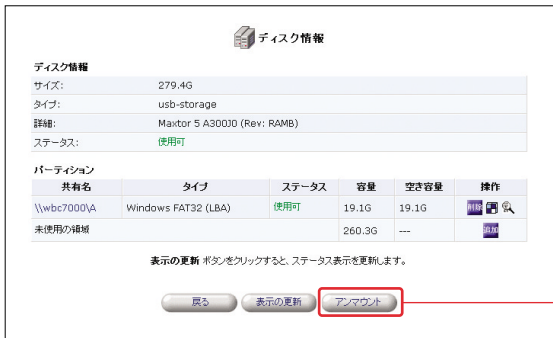 ディスク情報
ディスク情報
サイズ: 279.4G
タイプ: usb-storage
詳細: Maxtor 5 A300J0 (Rev: RAMB)
ステータス: 使用可
パーティション
共有名 タイプ ステータス 容量 空き容量 操作
\\wbc7000\A Windows FAT32 (LBA) 使用可 19.1G 19.1G 削除
未使用の領域 260.3G --- 追加
表示の更新 ボタンをクリックすると、ステータス表示を更新します。
戻る 表示の更新 アンマウント